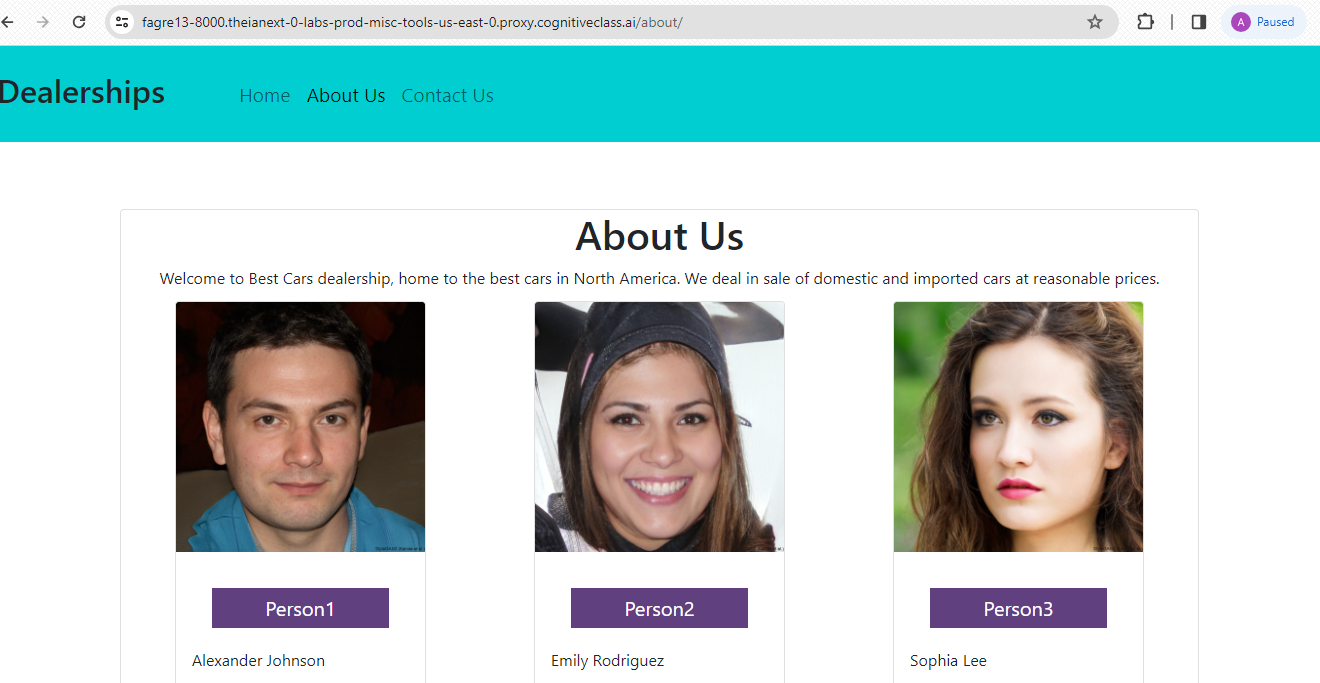 fagre13-8000.theianext-0-labs-prod-misc-tools-us-east-0.proxy.cognitiveclass.ai/about/
A Paused
Dealerships
Home About Us Contact Us
About Us
Welcome to Best Cars dealership, home to the best cars in North America. We deal in sale of domestic and imported cars at reasonable prices.
Person1 Person2 Person3
Alexander Johnson Emily Rodriguez Sophia Lee